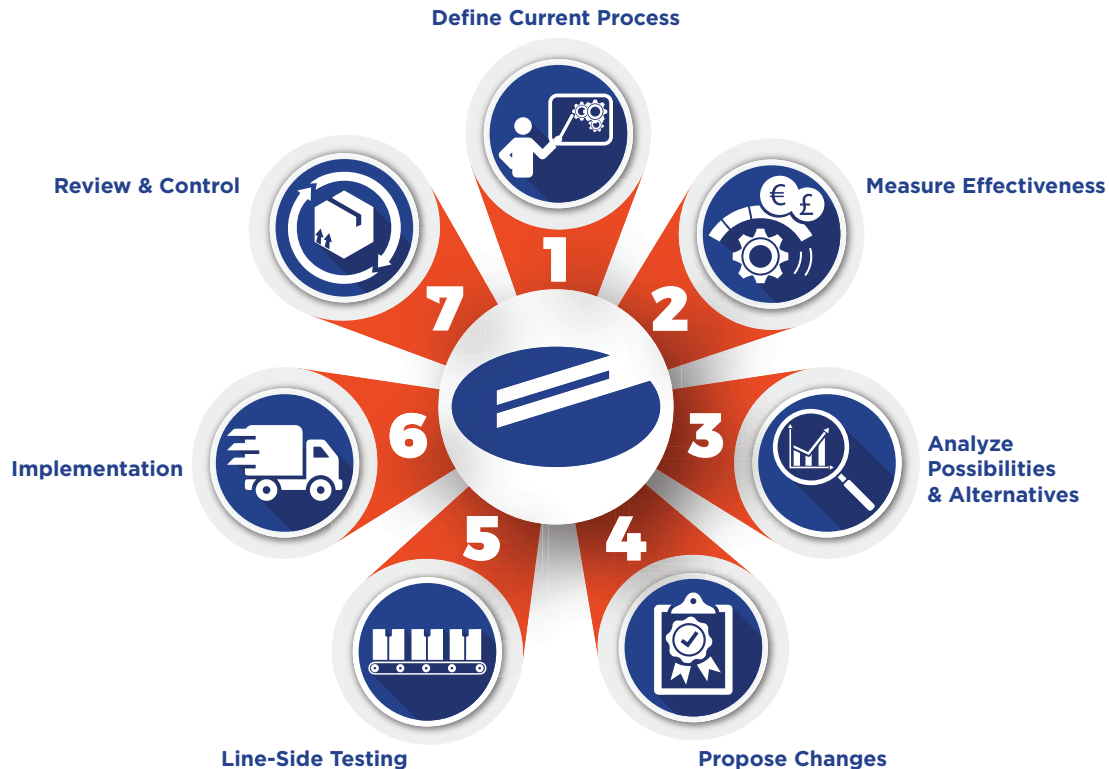 Define Current Process
1
Measure Effectiveness
€
£
2
Analyze
Possibilities
& Alternatives
3
Propose Changes
4
Line-Side Testing
5
Implementation
6
Review & Control
7